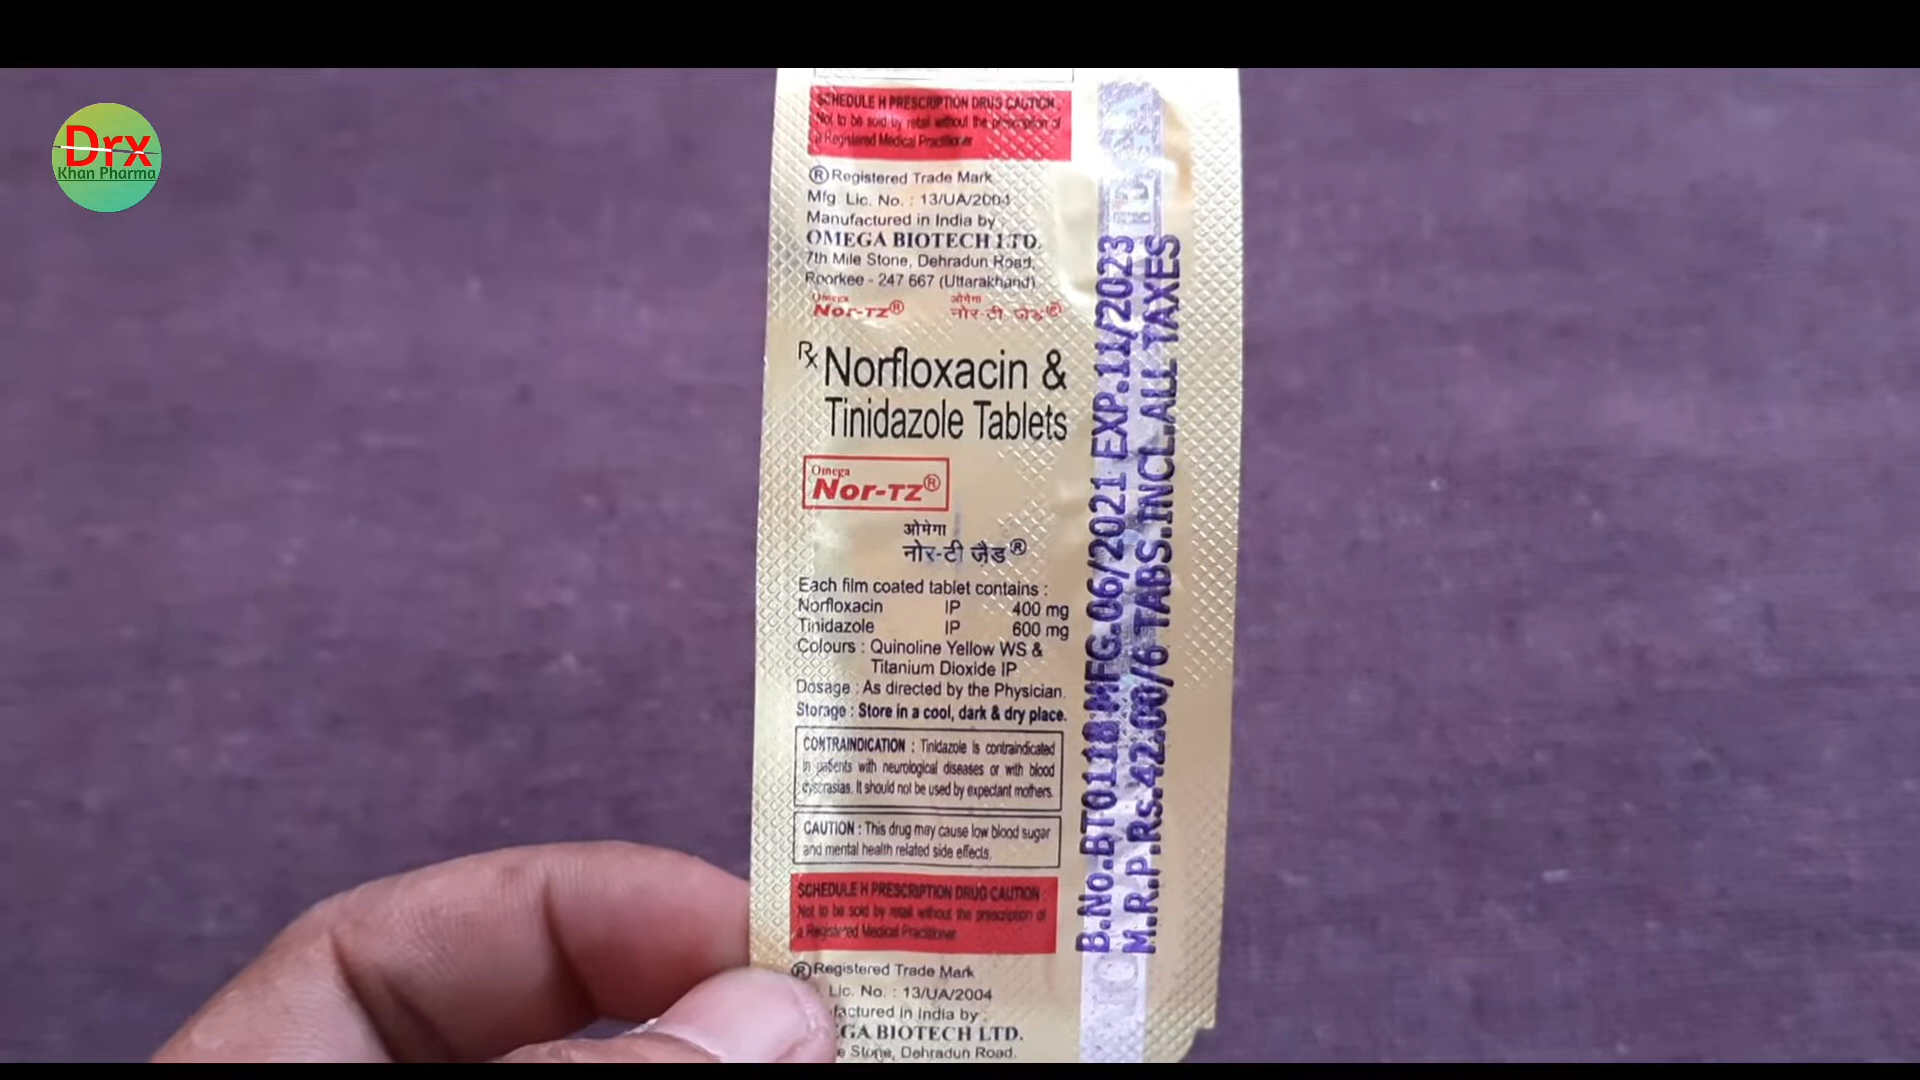 Drx
Khan Pharma
SCHEDULE H PRESCRIPTION DRUG CAUTION
Not to be sold by retail without the prescription of
a Registered Medical Practitioner
® Registered Trade Mark
Mfg. Lic. No. : 13/UA/2004
Manufactured in India by
OMEGA BIOTECH LTD.
7th Mile Stone, Dehradun Road,
Roorkee - 247 667 (Uttarakhand)
Omega ओमेगा
Nor-TZ® नोर-टी जैड®
Rx Norfloxacin &
Tinidazole Tablets
Omega
Nor-TZ®
ओमेगा
नोर-टी जै़ड®
Each film coated tablet contains :
Norfloxacin IP 400 mg
Tinidazole IP 600 mg
Colours : Quinoline Yellow WS &
Titanium Dioxide IP
Dosage : As directed by the Physician.
Storage : Store in a cool, dark & dry place.
CONTRAINDICATION : Tinidazole is contraindicated
in patients with neurological diseases or with blood
dyscrasias. It should not be used by expectant mothers.
CAUTION : This drug may cause low blood sugar
and mental health related side effects.
SCHEDULE H PRESCRIPTION DRUG CAUTION :
Not to be sold by retail without the prescription of
a Registered Medical Practitioner
® Registered Trade Mark
Lic. No. : 13/UA/2004
factured in India by :
GA BIOTECH LTD.
e Stone, Dehradun Road.
B.No.BT0118 MFG.06/2021 EXP.11/2023
M.R.P.Rs.42.00/6 TABS.INCL.ALL TAXES